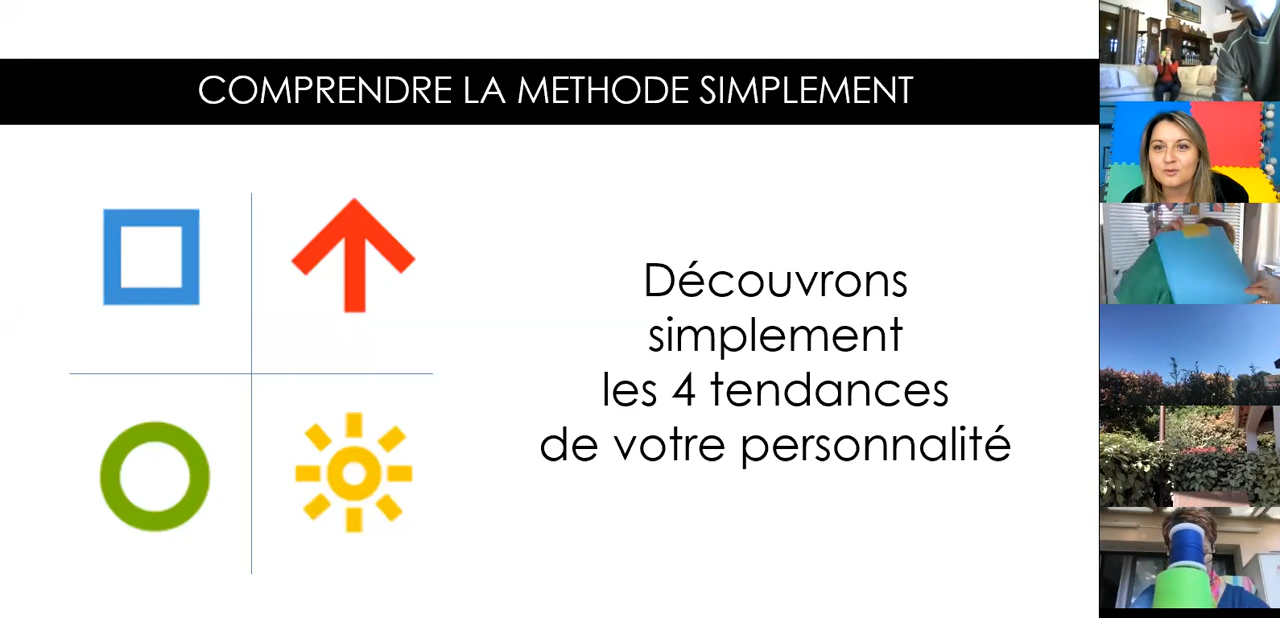 COMPRENDRE LA METHODE SIMPLEMENT
Découvrons
simplement
les 4 tendances
de votre personnalité